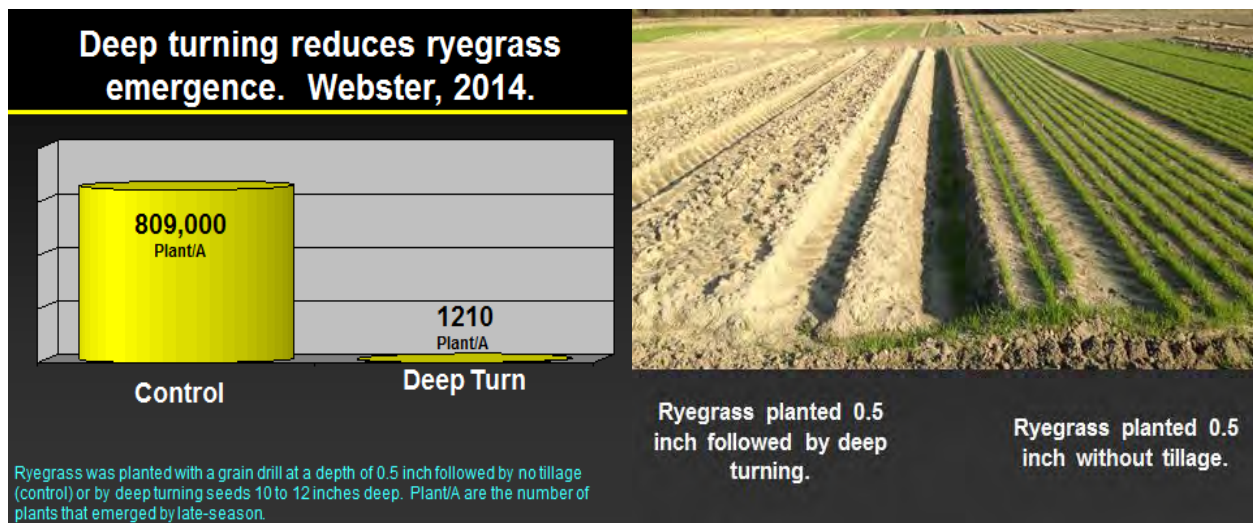 Deep turning reduces ryegrass
emergence.  Webster, 2014.
809,000
Plant/A
1210
Plant/A
Control
Deep Turn
Ryegrass was planted with a grain drill at a depth of 0.5 inch followed by no tillage
(control) or by deep turning seeds 10 to 12 inches deep. Plant/A are the number of
plants that emerged by late-season.
Ryegrass planted 0.5
inch followed by deep
turning.
Ryegrass planted 0.5
inch without tillage.